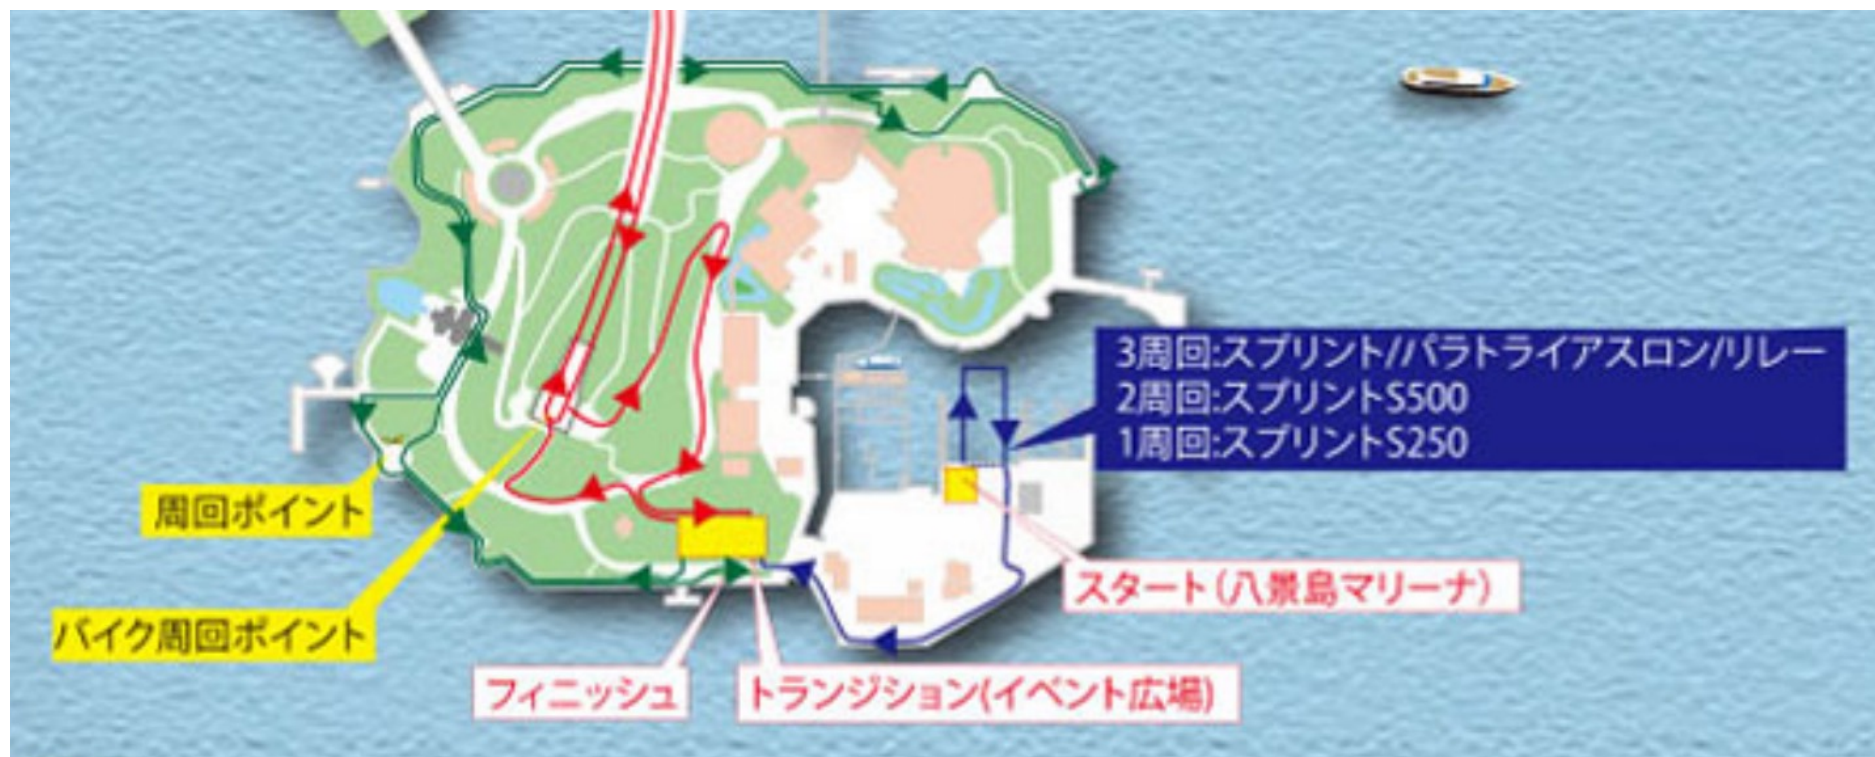 3周回:スプリント//パラトライアスロン/リレー
2周回:スプリントS500
1周回:スプリントS250
周回ポイント
バイク周回ポイント
スタート(八景島マリーナ)
フィニッシュ
トランジション(イベント広場)